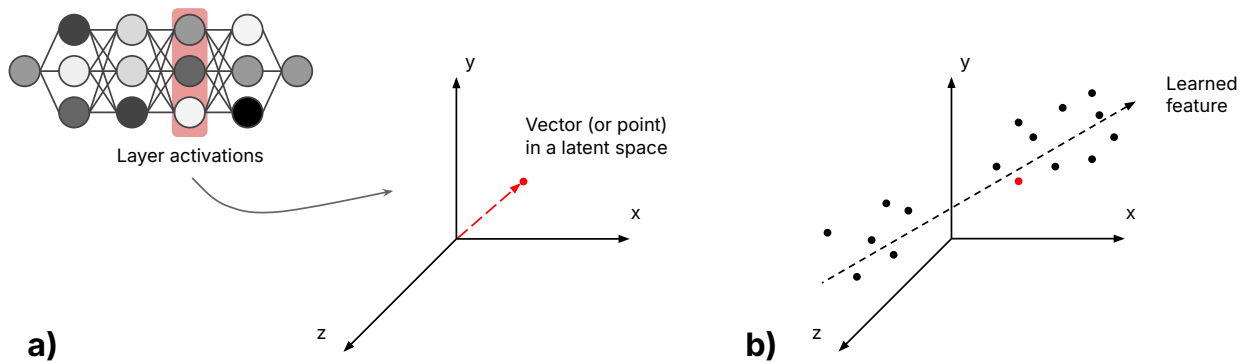 Layer activations
y
Vector (or point)
in a latent space
x
z
a)
y
Learned
feature
x
z
b)